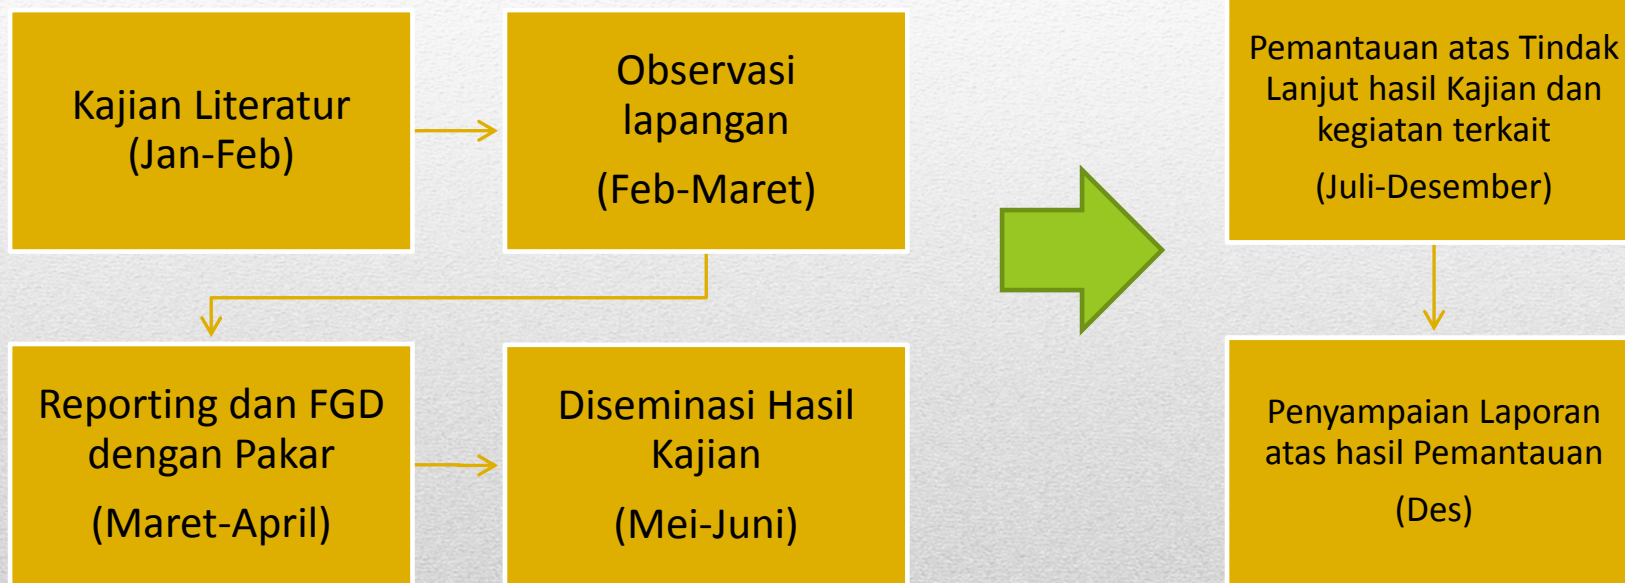 Kajian Literatur
(Jan-Feb)
Observasi
lapangan
(Feb-Maret)
Reporting dan FGD
dengan Pakar
(Maret-April)
Diseminasi Hasil
Kajian
(Mei-Juni)
Pemantauan atas Tindak
Lanjut hasil Kajian dan
kegiatan terkait
(Juli-Desember)
Penyampaian Laporan
atas hasil Pemantauan
(Des)